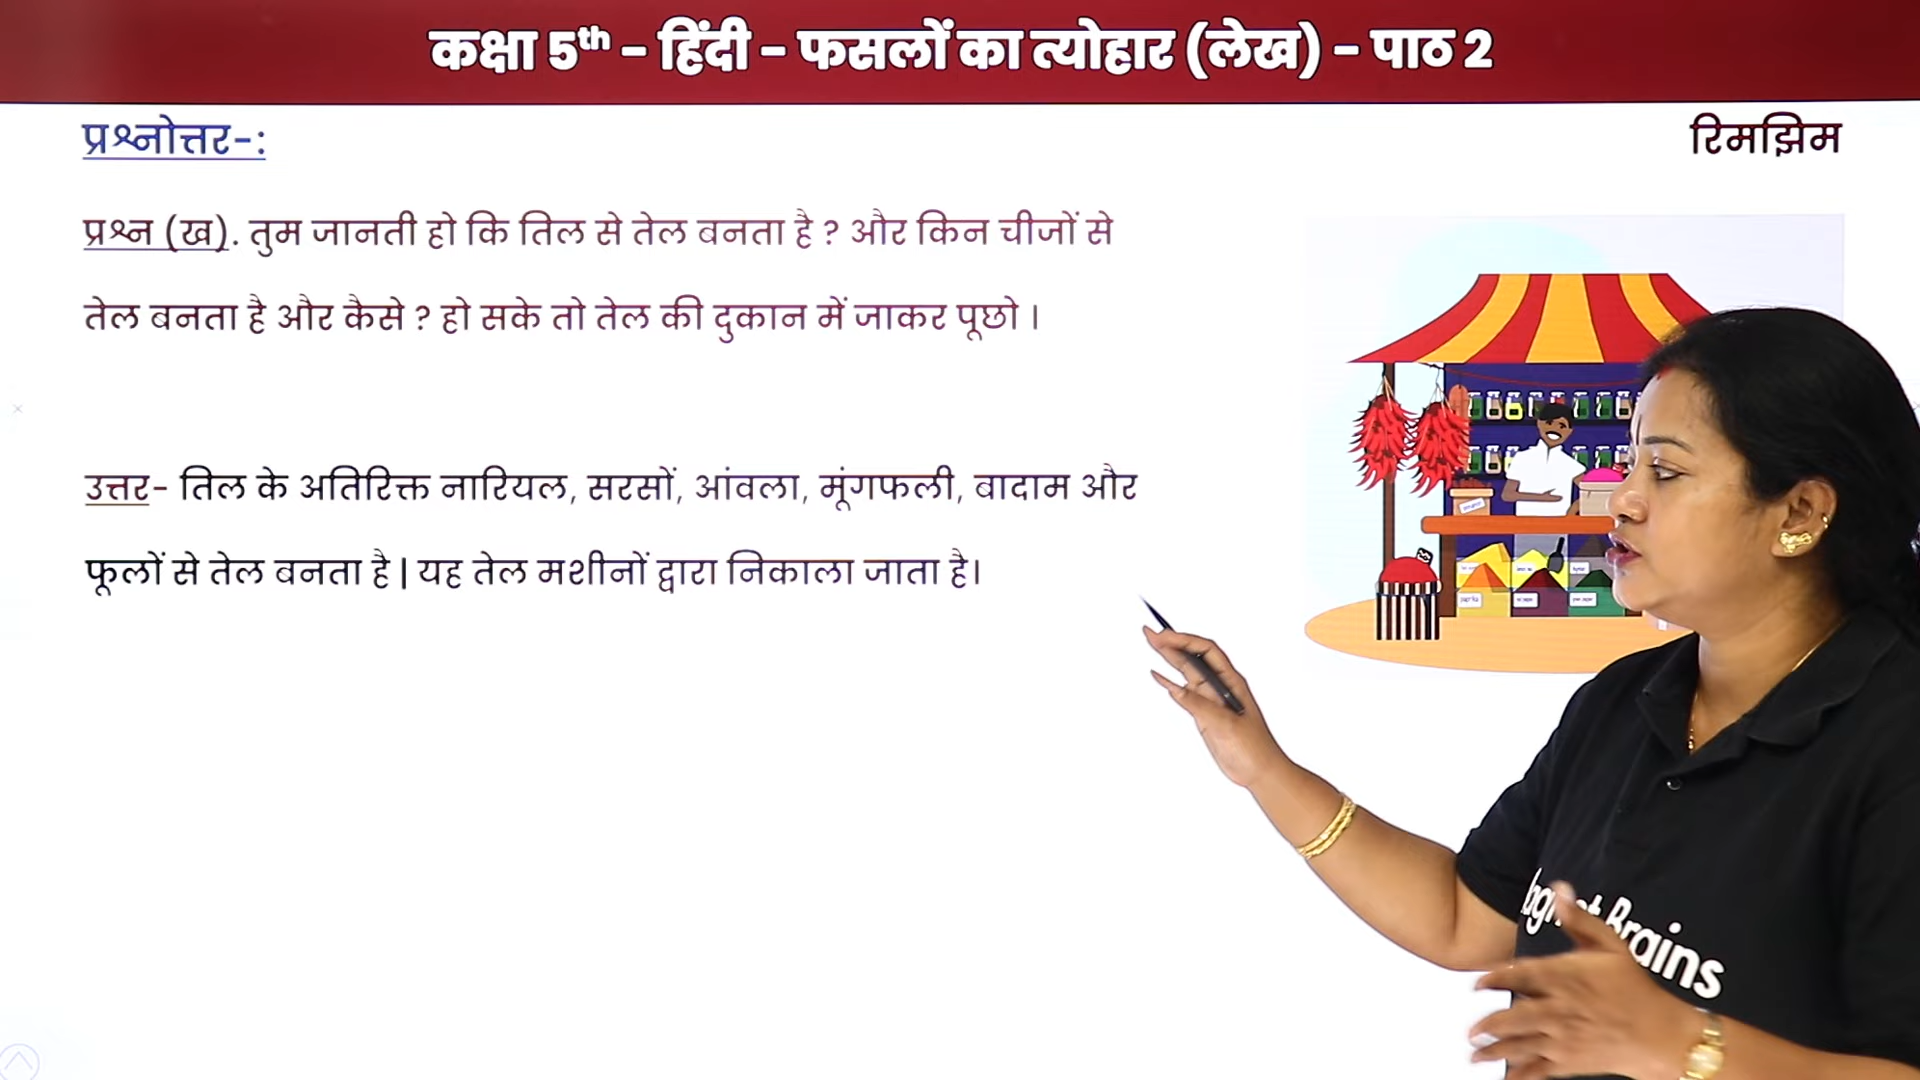 कक्षा 5th - हिंदी - फसलों का त्योहार (लेख) - पाठ 2
प्रश्नोत्तर-:
रिमझिम
प्रश्न (ख). तुम जानती हो कि तिल से तेल बनता है ? और किन चीजों से
तेल बनता है और कैसे ? हो सके तो तेल की दुकान में जाकर पूछो ।
उत्तर- तिल के अतिरिक्त नारियल, सरसों, आंवला, मूंगफली, बादाम और
फूलों से तेल बनता है | यह तेल मशीनों द्वारा निकाला जाता है।
Brains